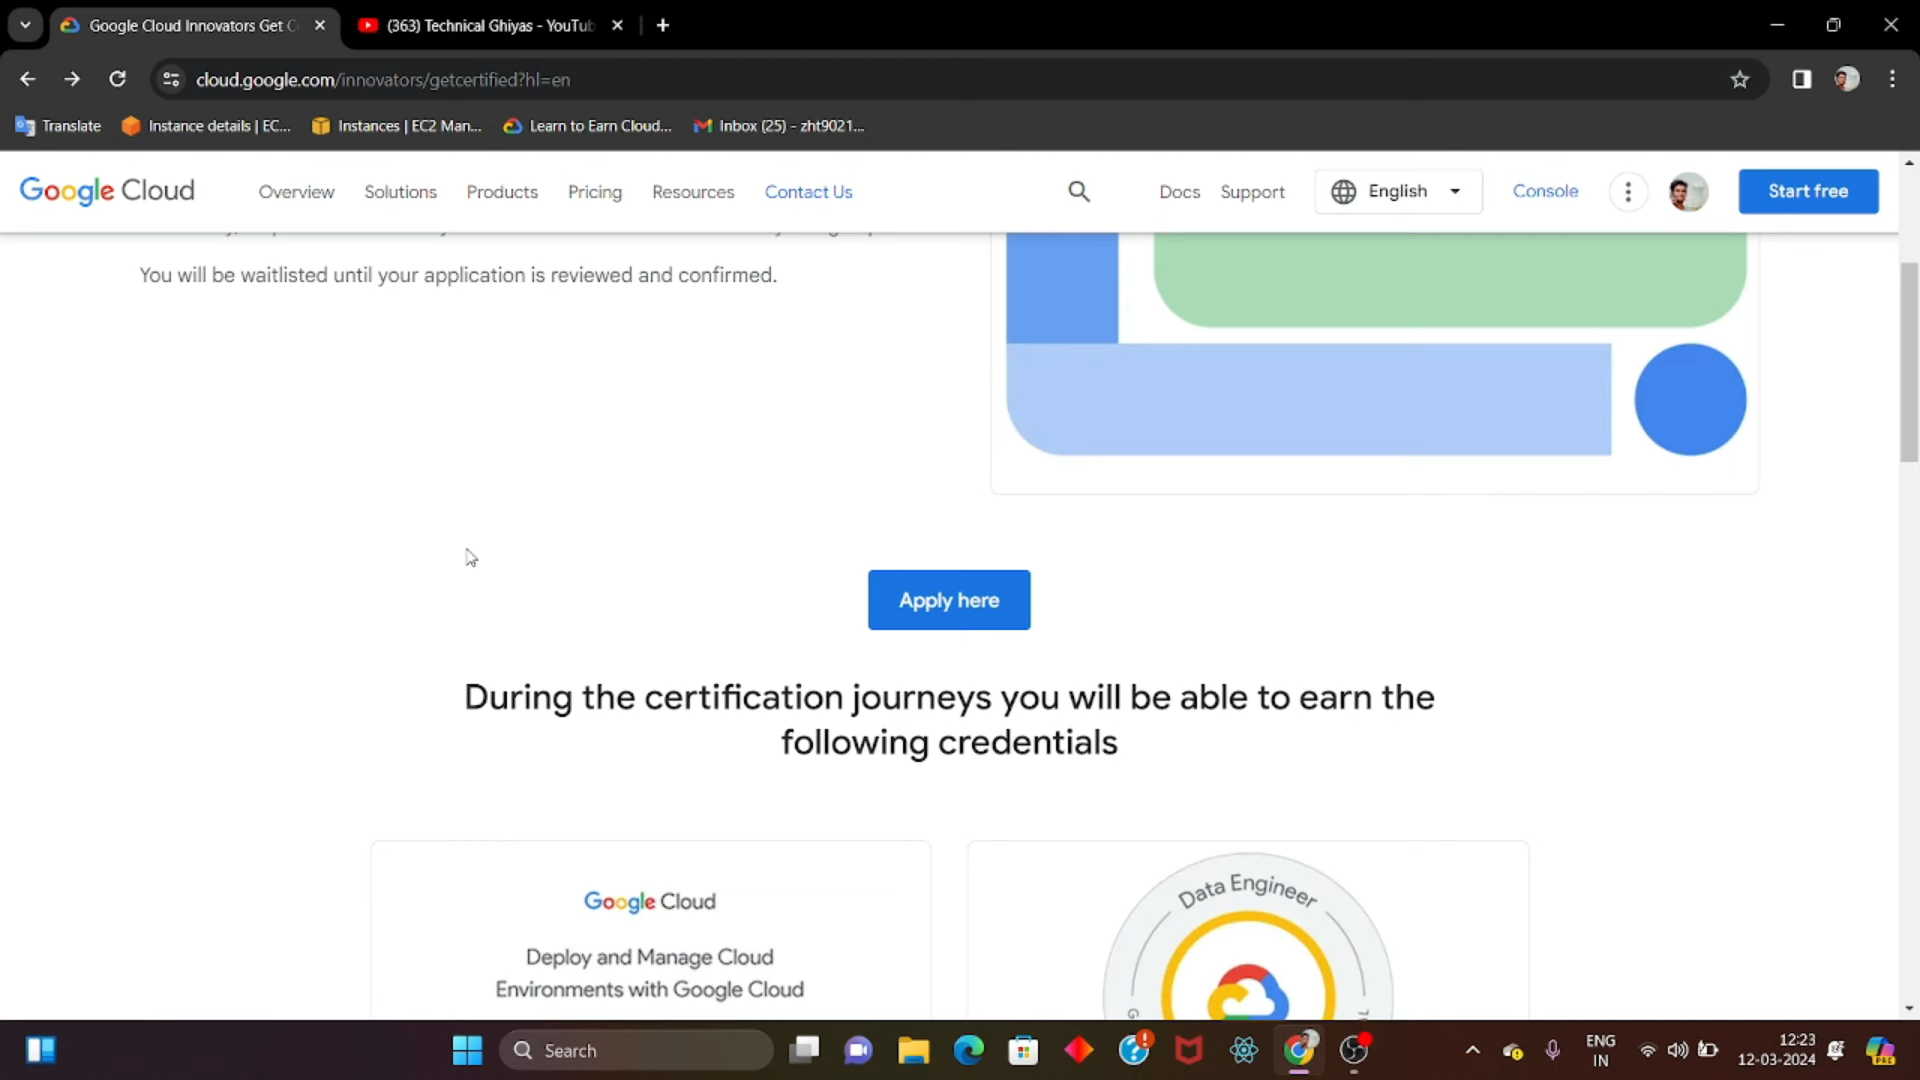 Google Cloud Innovators Get C
(363) Technical Ghiyas - YouTub
cloud.google.com/innovators/getcertified?hl=en
Translate
Instance details | EC...
Instances | EC2 Man...
Learn to Earn Cloud...
Inbox (25) - zht9021...
Google Cloud
Overview
Solutions
Products
Pricing
Resources
Contact Us
Docs
Support
English
Console
Start free
You will be waitlisted until your application is reviewed and confirmed.
Apply here
During the certification journeys you will be able to earn the
following credentials
Google Cloud
Deploy and Manage Cloud
Environments with Google Cloud
Data Engineer
Search
ENG
IN
12:23
12-03-2024